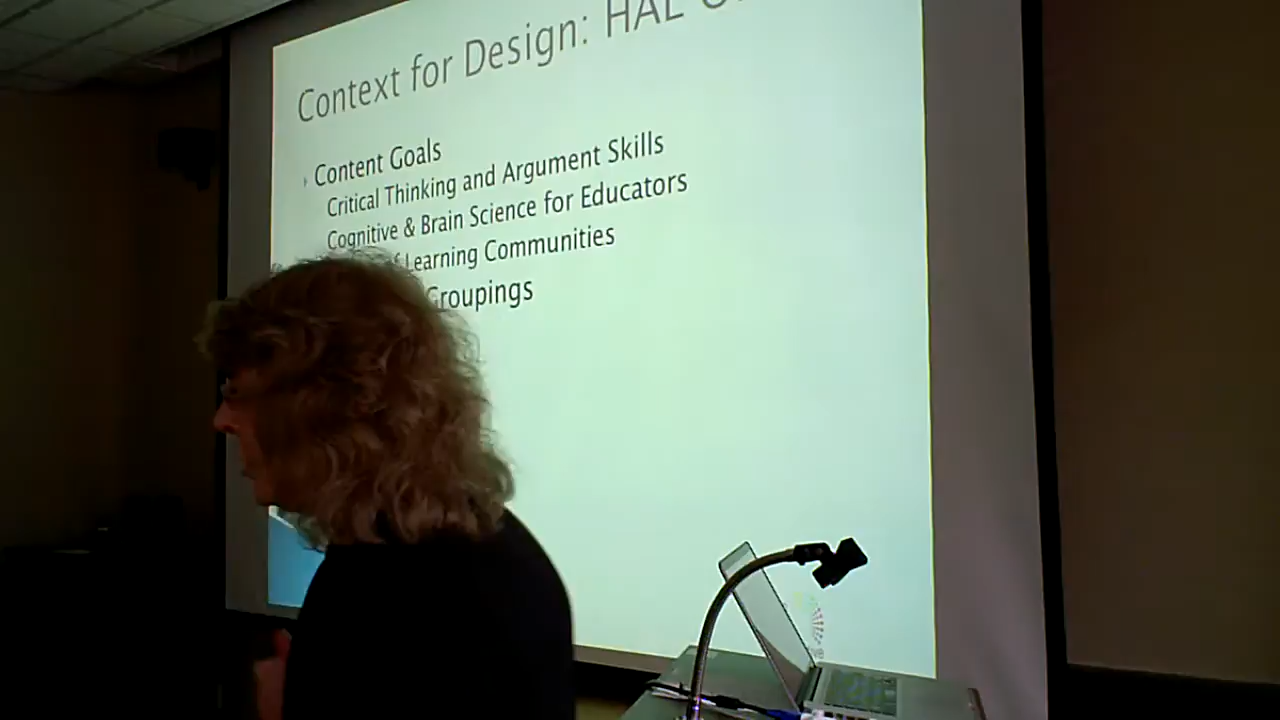 Context for Design: HAL
Content Goals
Critical Thinking and Argument Skills
Cognitive & Brain Science for Educators
Learning Communities
Groupings